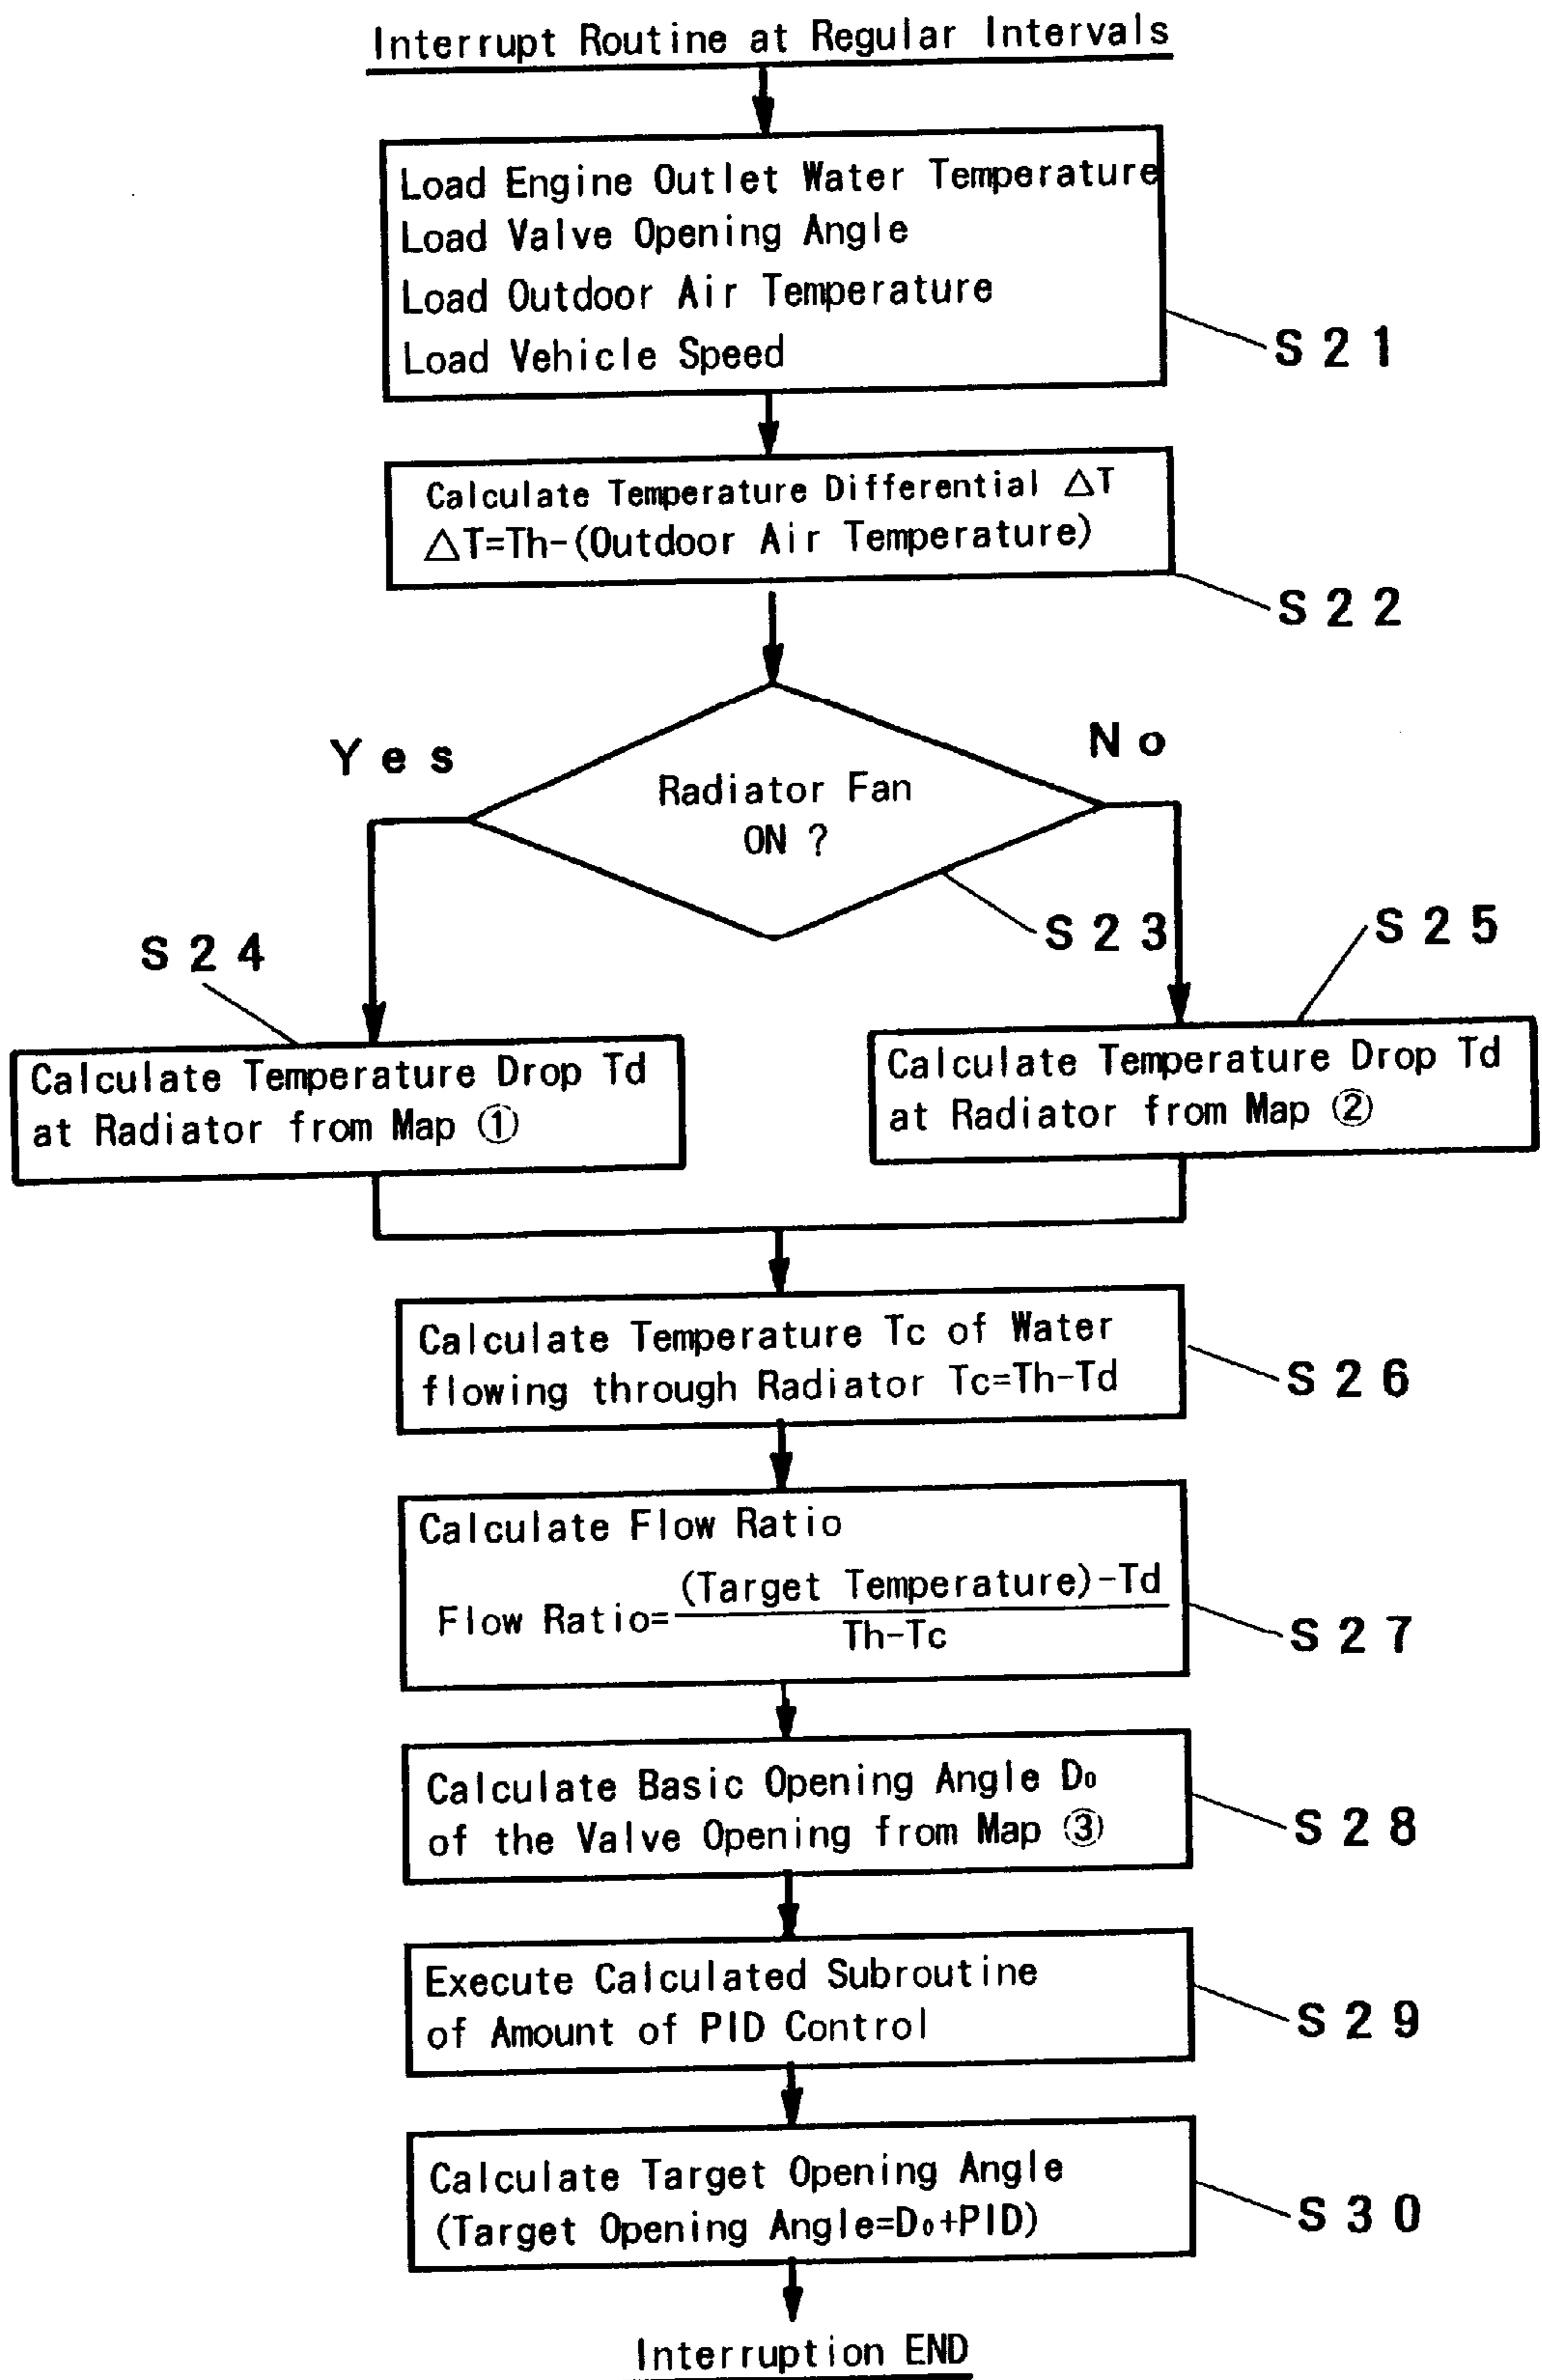 Interrupt Routine at Regular Intervals
Load Engine Outlet Water Temperature
Load Valve Opening Angle
Load Outdoor Air Temperature
Load Vehicle Speed
S21
Calculate Temperature Differential △T
△T=Th-(Outdoor Air Temperature)
S22
Yes
No
Radiator Fan
ON ?
S23
S24
S25
Calculate Temperature Drop Td
at Radiator from Map ①
Calculate Temperature Drop Td
at Radiator from Map ②
Calculate Temperature Tc of Water
flowing through Radiator Tc=Th-Td
S26
Calculate Flow Ratio
(Target Temperature)-Td
Flow Ratio=
Th-Tc
S27
Calculate Basic Opening Angle D₀
of the Valve Opening from Map ③
S28
Execute Calculated Subroutine
of Amount of PID Control
S29
Calculate Target Opening Angle
(Target Opening Angle=D₀+PID)
S30
Interruption END